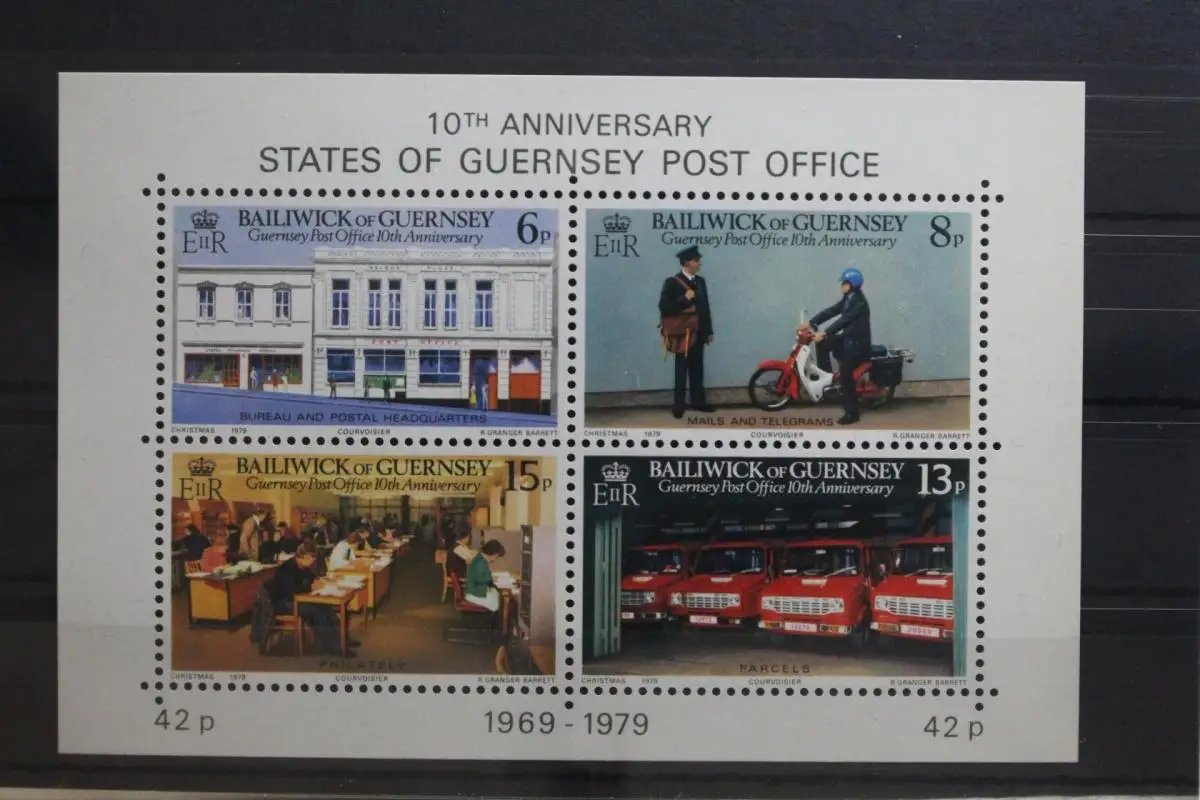 10TH ANNIVERSARY
STATES OF GUERNSEY POST OFFICE
EIIR
BAILIWICK OF GUERNSEY
Guernsey Post Office 10th Anniversary
6p
POST OFFICE
BUREAU AND POSTAL HEADQUARTERS
CHRISTMAS 1979 COURVOISIER R.GRANGER BARRETT
EIIR
BAILIWICK OF GUERNSEY
Guernsey Post Office 10th Anniversary
8p
MAILS AND TELEGRAMS
CHRISTMAS 1979 COURVOISIER R.GRANGER BARRETT
EIIR
BAILIWICK OF GUERNSEY
Guernsey Post Office 10th Anniversary
15p
PHILATELY
CHRISTMAS 1979 COURVOISIER R.GRANGER BARRETT
EIIR
BAILIWICK OF GUERNSEY
Guernsey Post Office 10th Anniversary
13p
PARCELS
CHRISTMAS 1979 COURVOISIER R.GRANGER BARRETT
42p 1969-1979 42p